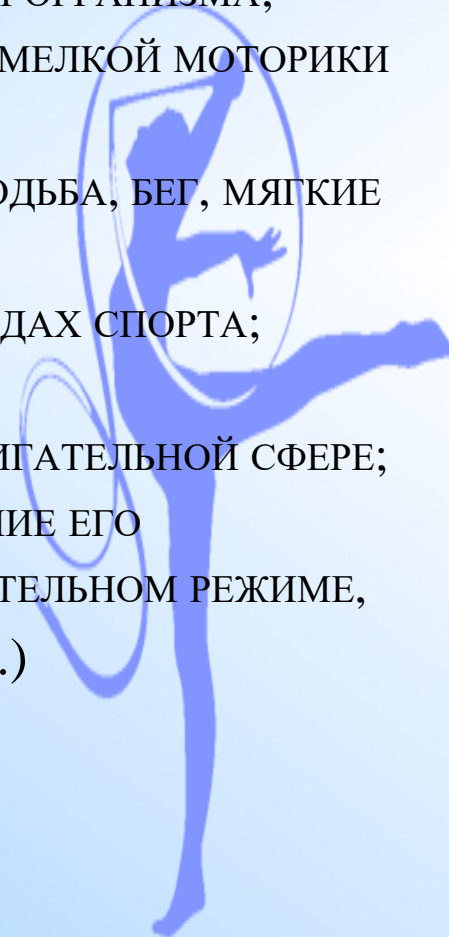 МЕЛКОЙ МОТОРИКИ
ОДЬБА, БЕГ, МЯГКИЕ
ДАХ СПОРТА;
ИГАТЕЛЬНОЙ СФЕРЕ;
ИЕ ЕГО
ТЕЛЬНОМ РЕЖИМЕ,
.)